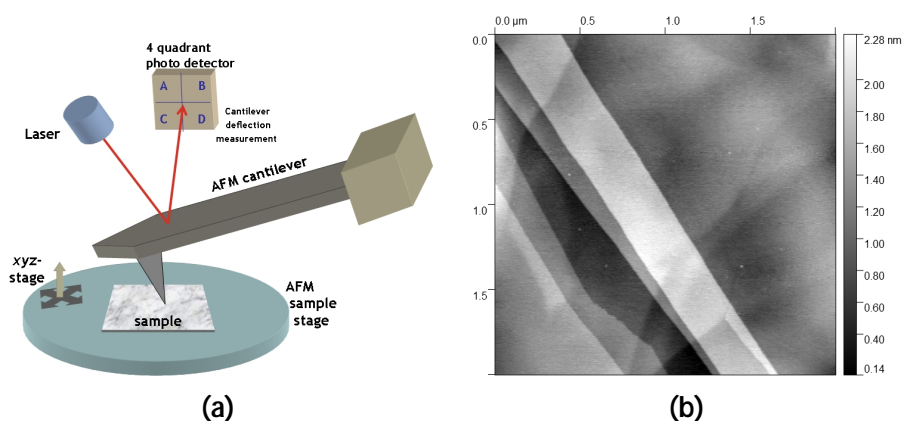 4 quadrant
photo detector
A B
C D
Cantilever
deflection
measurement
Laser
AFM cantilever
xyz-
stage
AFM
sample
stage
sample
(a)
0.0 µm 0.5 1.0 1.5
0.0
0.5
1.0
1.5
2.28 nm
2.00
1.80
1.60
1.40
1.20
1.00
0.80
0.60
0.40
0.14
(b)